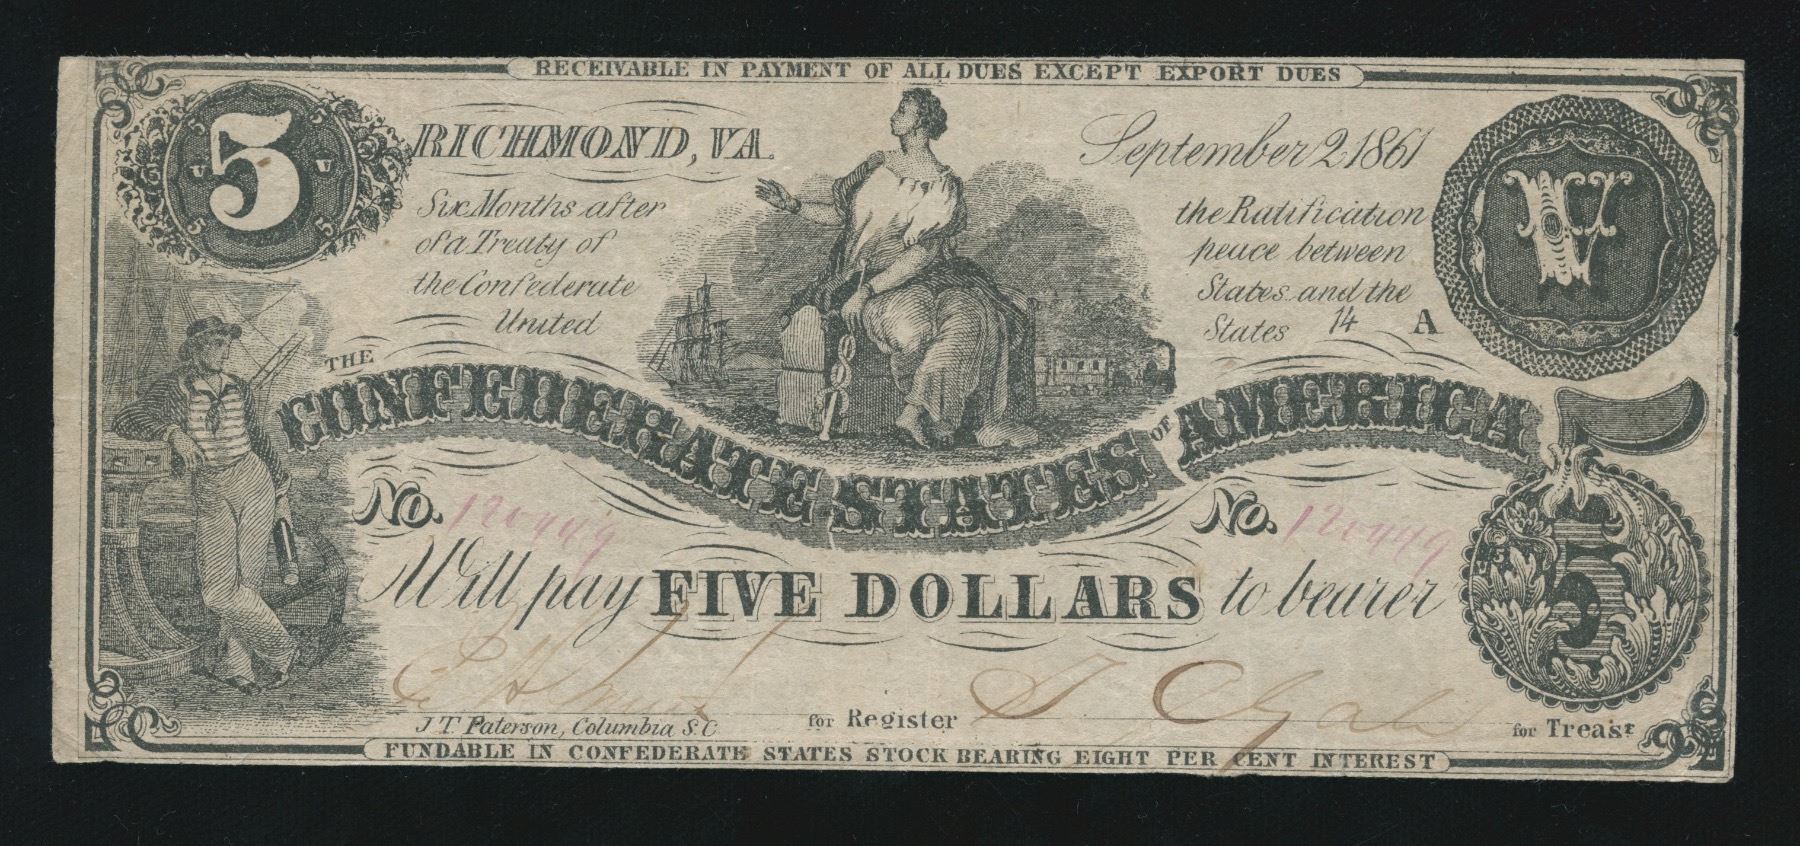 RECEIVABLE IN PAYMENT OF ALL DUES EXCEPT EXPORT DUES
5
RICHMOND, VA.
September 2 1861
V
Six Months after the Ratification
of a Treaty of peace between
the Confederate States and the
United States 14 A
THE CONFEDERATE STATES OF AMERICA
5
No. 120449 No. 120449
Will pay FIVE DOLLARS to bearer
5
J T Paterson, Columbia S.C
for Register
for Treasr
FUNDABLE IN CONFEDERATE STATES STOCK BEARING EIGHT PER CENT INTEREST